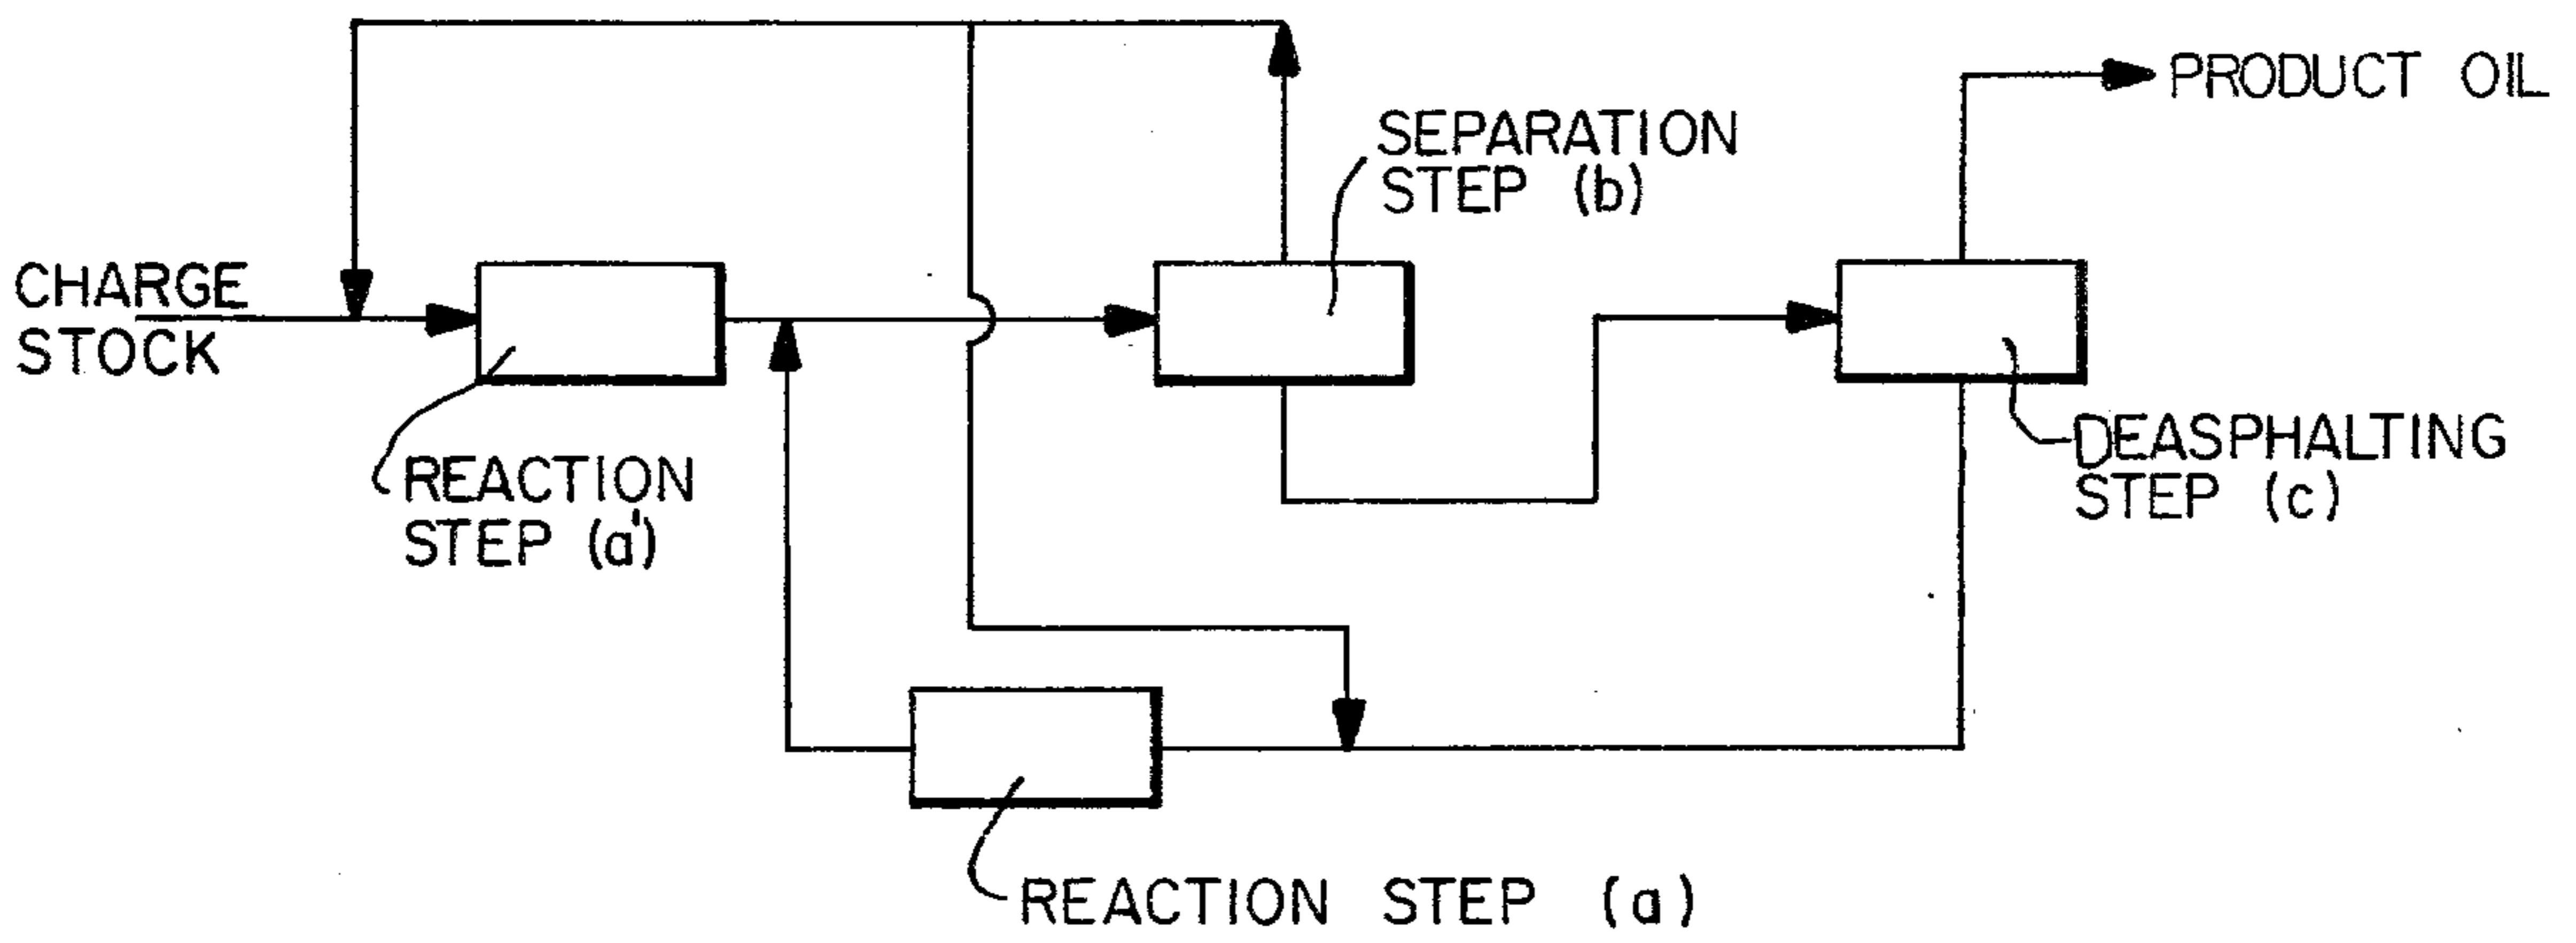 PRODUCT OIL
SEPARATION
STEP (b)
CHARGE
STOCK
REACTION
STEP (a')
DEASPHALTING
STEP (c)
REACTION STEP (a)